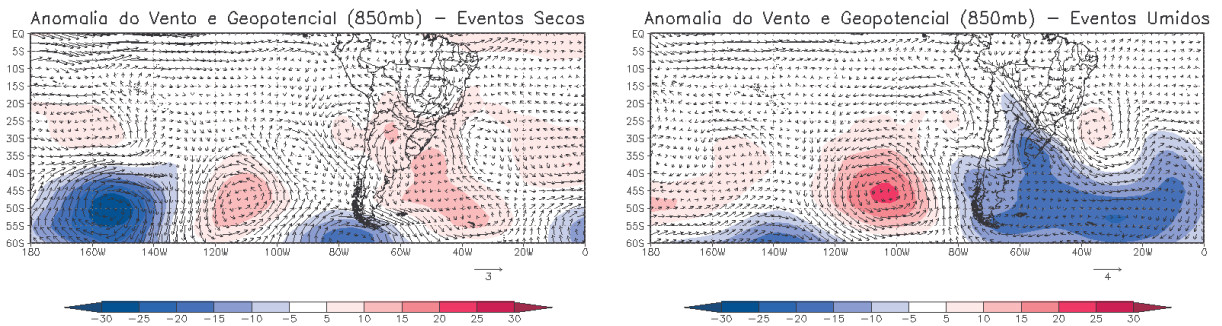 Anomalia do Vento e Geopotencial (850mb) – Eventos Secos
EQ
5S
10S
15S
20S
25S
30S
35S
40S
45S
50S
55S
60S
180 160W 140W 120W 100W 80W 60W 40W 20W 0
3
−30 −25 −20 −15 −10 −5 5 10 15 20 25 30
Anomalia do Vento e Geopotencial (850mb) – Eventos Umidos
EQ
5S
10S
15S
20S
25S
30S
35S
40S
45S
50S
55S
60S
180 160W 140W 120W 100W 80W 60W 40W 20W 0
4
−30 −25 −20 −15 −10 −5 5 10 15 20 25 30